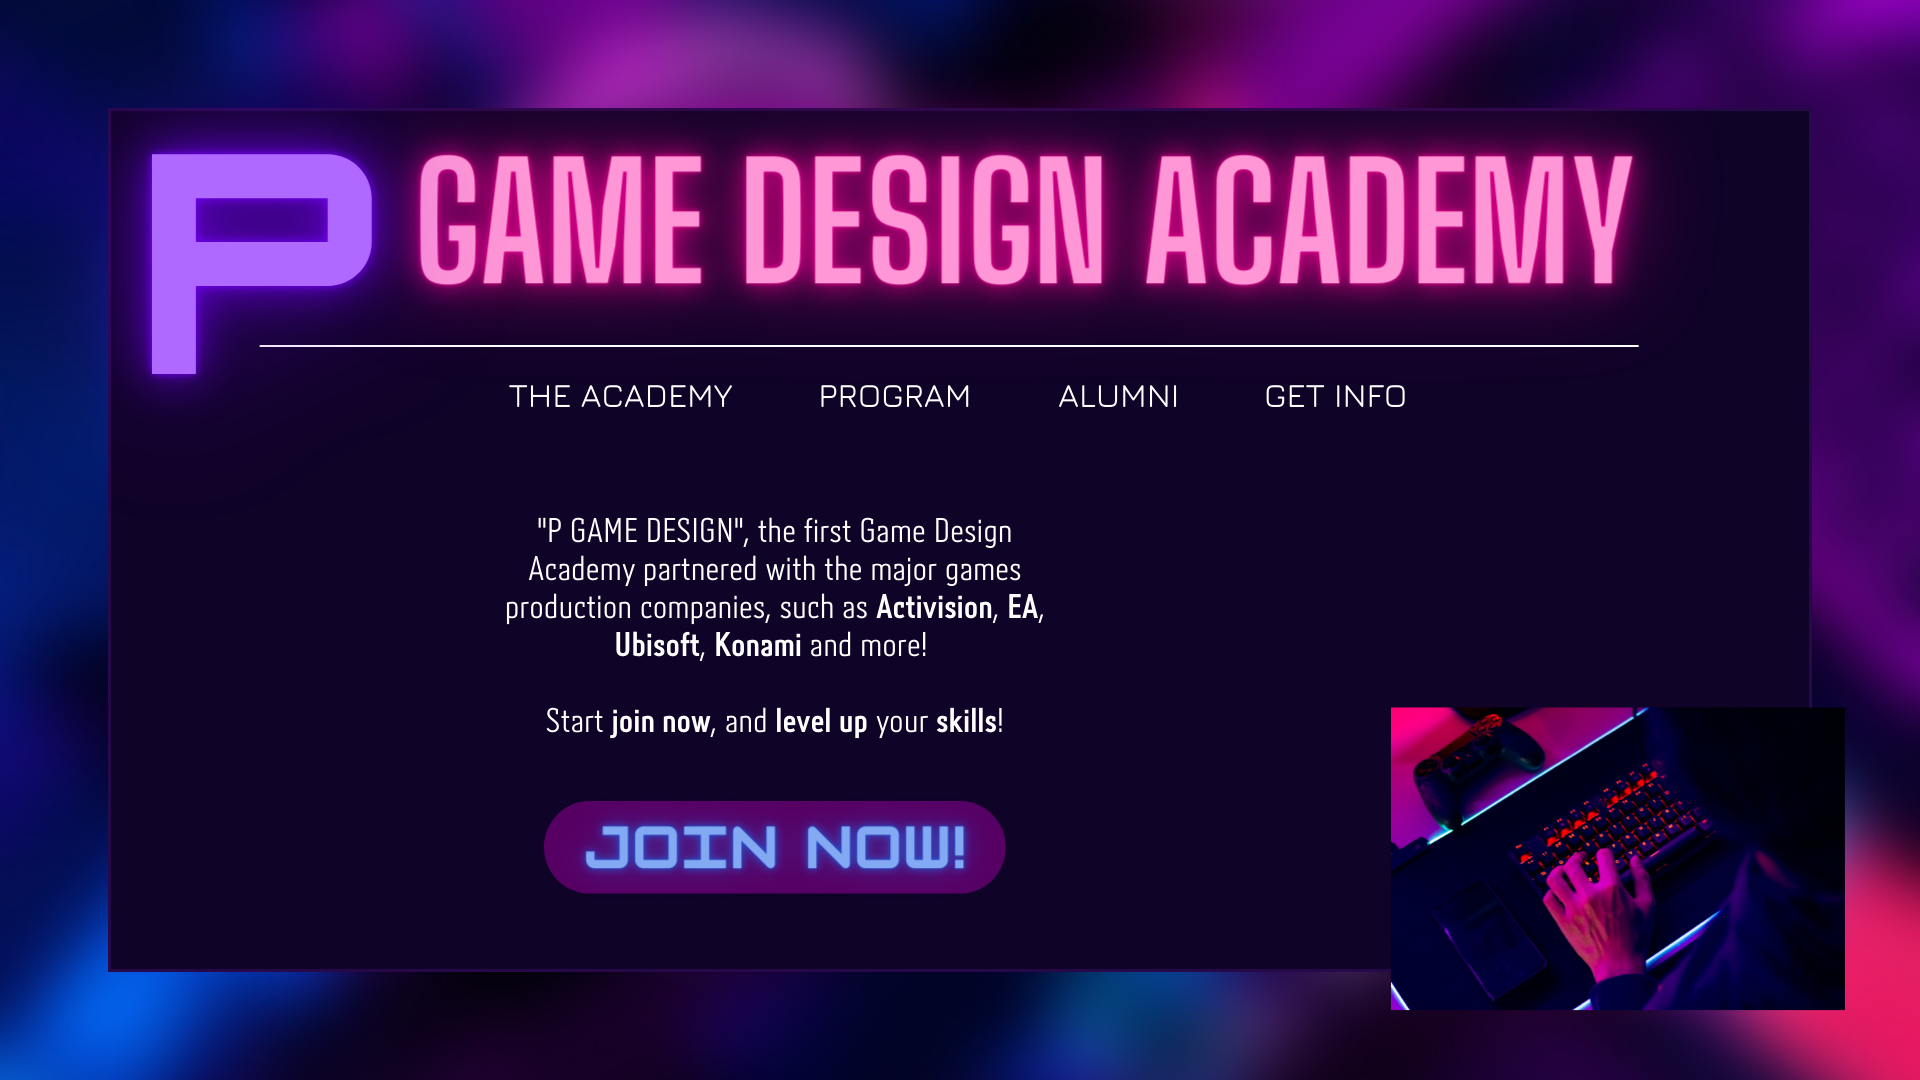 P GAME DESIGN ACADEMY
THE ACADEMY PROGRAM ALUMNI GET INFO
"P GAME DESIGN", the first Game Design
Academy partnered with the major games
production companies, such as Activision, EA,
Ubisoft, Konami and more!
Start join now, and level up your skills!
JOIN NOW!